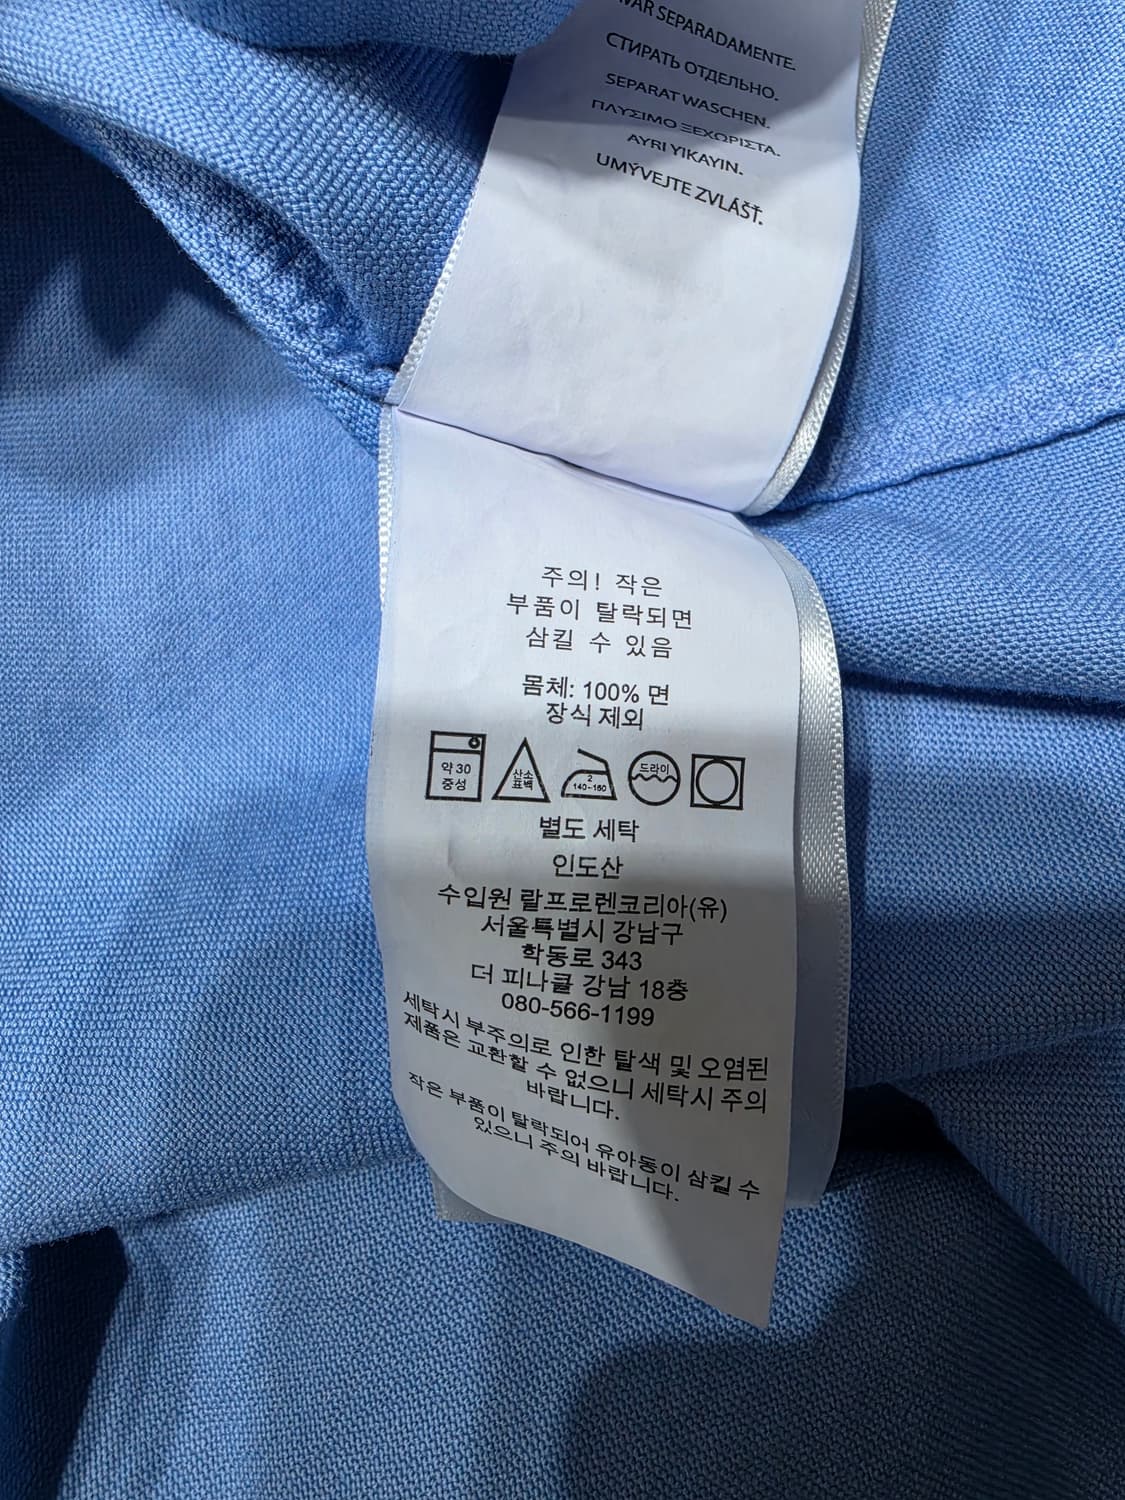 SEPARADAMENTE.
СТИРАТЬ ОТДЕЛЬНО.
SEPARAT WASCHEN.
ΠΛΥΣΙΜΟ ΞΕΧΩΡΙΣΤΑ.
AYRI YIKAYIN.
UMÝVEJTE ZVLÁŠŤ.
주의! 작은
부품이 탈락되면
삼킬 수 있음
몸체: 100% 면
장식 제외
약 30
중성
산소
표백
2
140~160
드라이
별도 세탁
인도산
수입원 랄프로렌코리아(유)
서울특별시 강남구
학동로 343
더 피나클 강남 18층
080-566-1199
세탁시 부주의로 인한 탈색 및 오염된
제품은 교환할 수 없으니 세탁시 주의
바랍니다.
작은 부품이 탈락되어 유아동이 삼킬 수
있으니 주의 바랍니다.